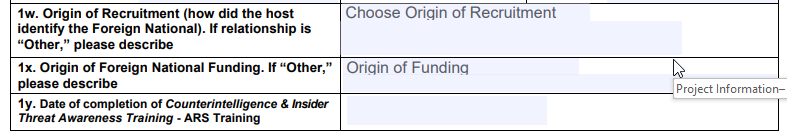 1w. Origin of Recruitment (how did the host
identify the Foreign National). If relationship is
“Other,” please describe
Choose Origin of Recruitment
1x. Origin of Foreign National Funding. If “Other,”
please describe
Origin of Funding
Project Information–
1y. Date of completion of Counterintelligence & Insider
Threat Awareness Training - ARS Training